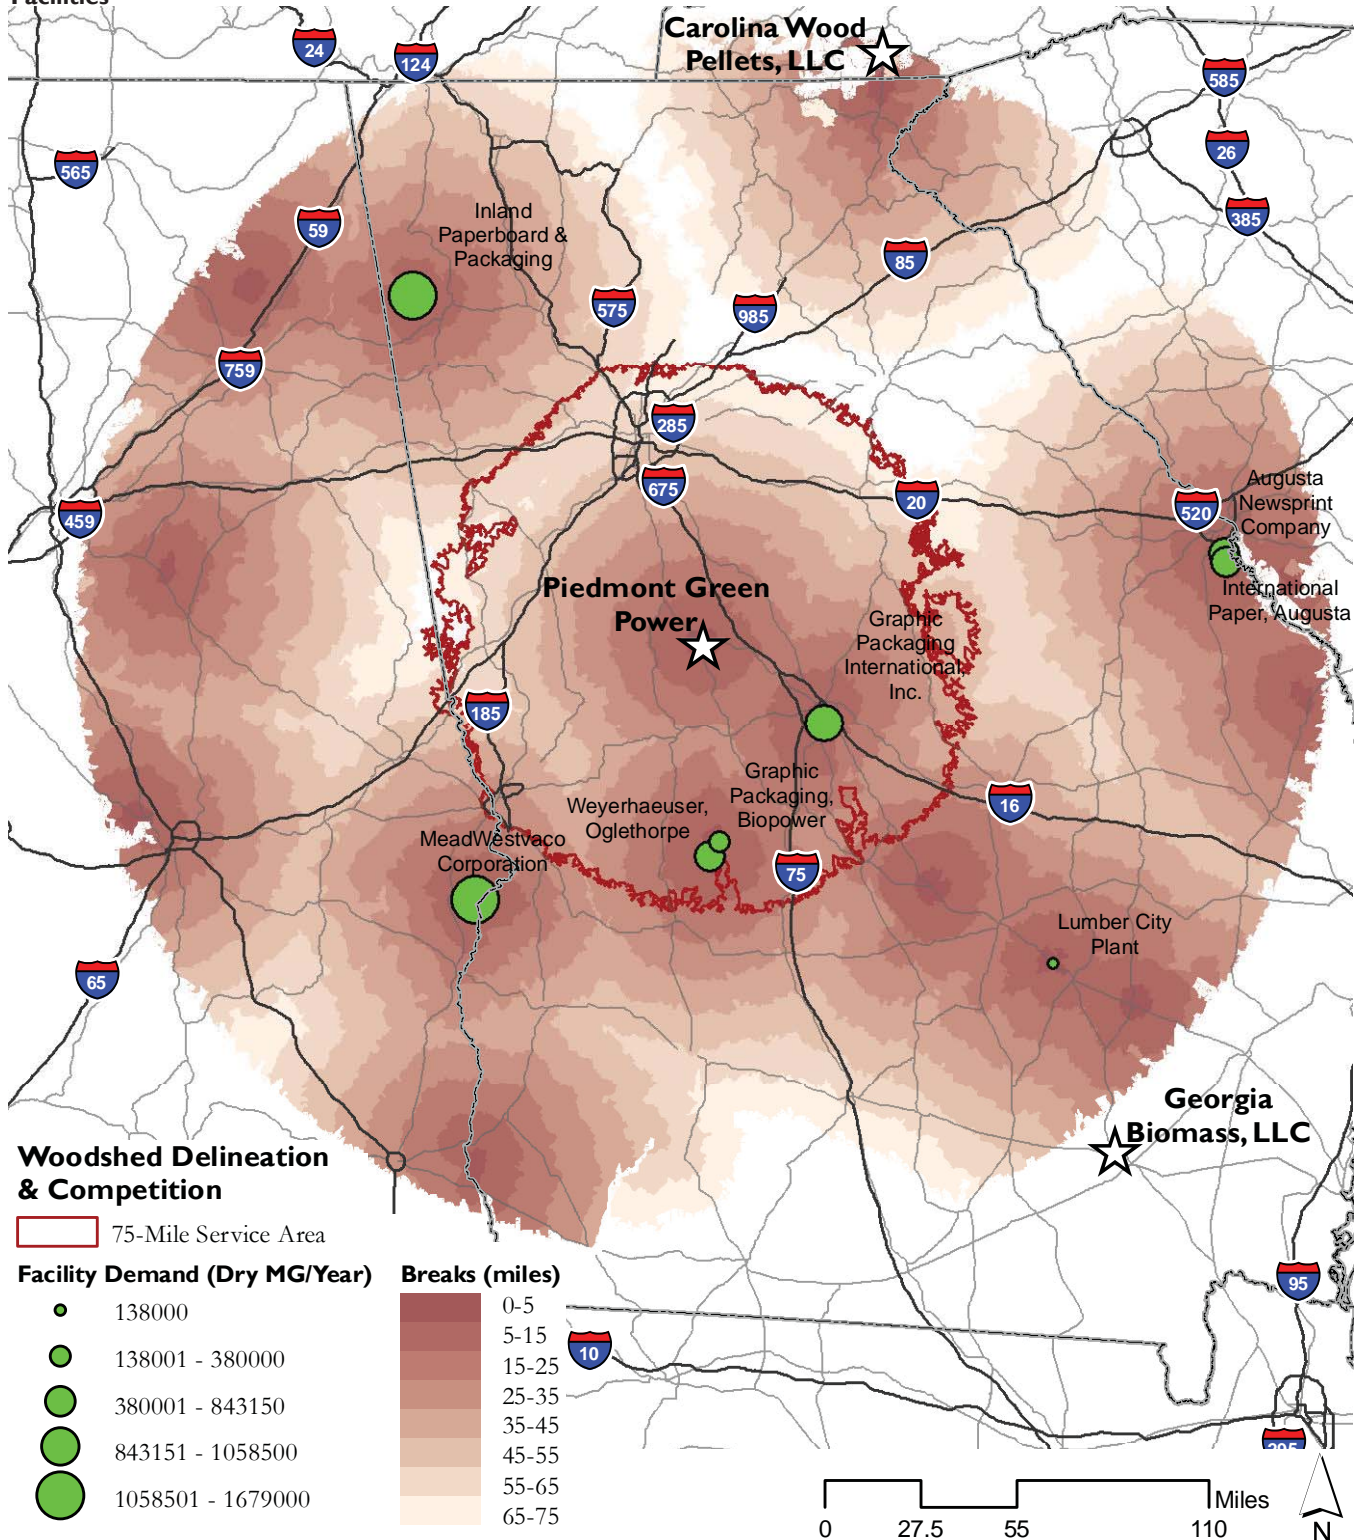 Facilities
Carolina Wood
Pellets, LLC
24
124
585
565
26
59
385
Inland
Paperboard &
Packaging
85
575
985
759
285
675
20
459
520
Augusta
Newsprint
Company
International
Paper, Augusta
Piedmont Green
Power
Graphic
Packaging
International,
Inc.
185
Graphic
Packaging,
Biopower
Weyerhaeuser,
Oglethorpe
16
MeadWestvaco
Corporation
75
Lumber City
Plant
65
Georgia
Biomass, LLC
95
10
295
Woodshed Delineation
& Competition
75-Mile Service Area
Facility Demand (Dry MG/Year)
138000
138001 - 380000
380001 - 843150
843151 - 1058500
1058501 - 1679000
Breaks (miles)
0-5
5-15
15-25
25-35
35-45
45-55
55-65
65-75
Miles
0 27.5 55 110
N